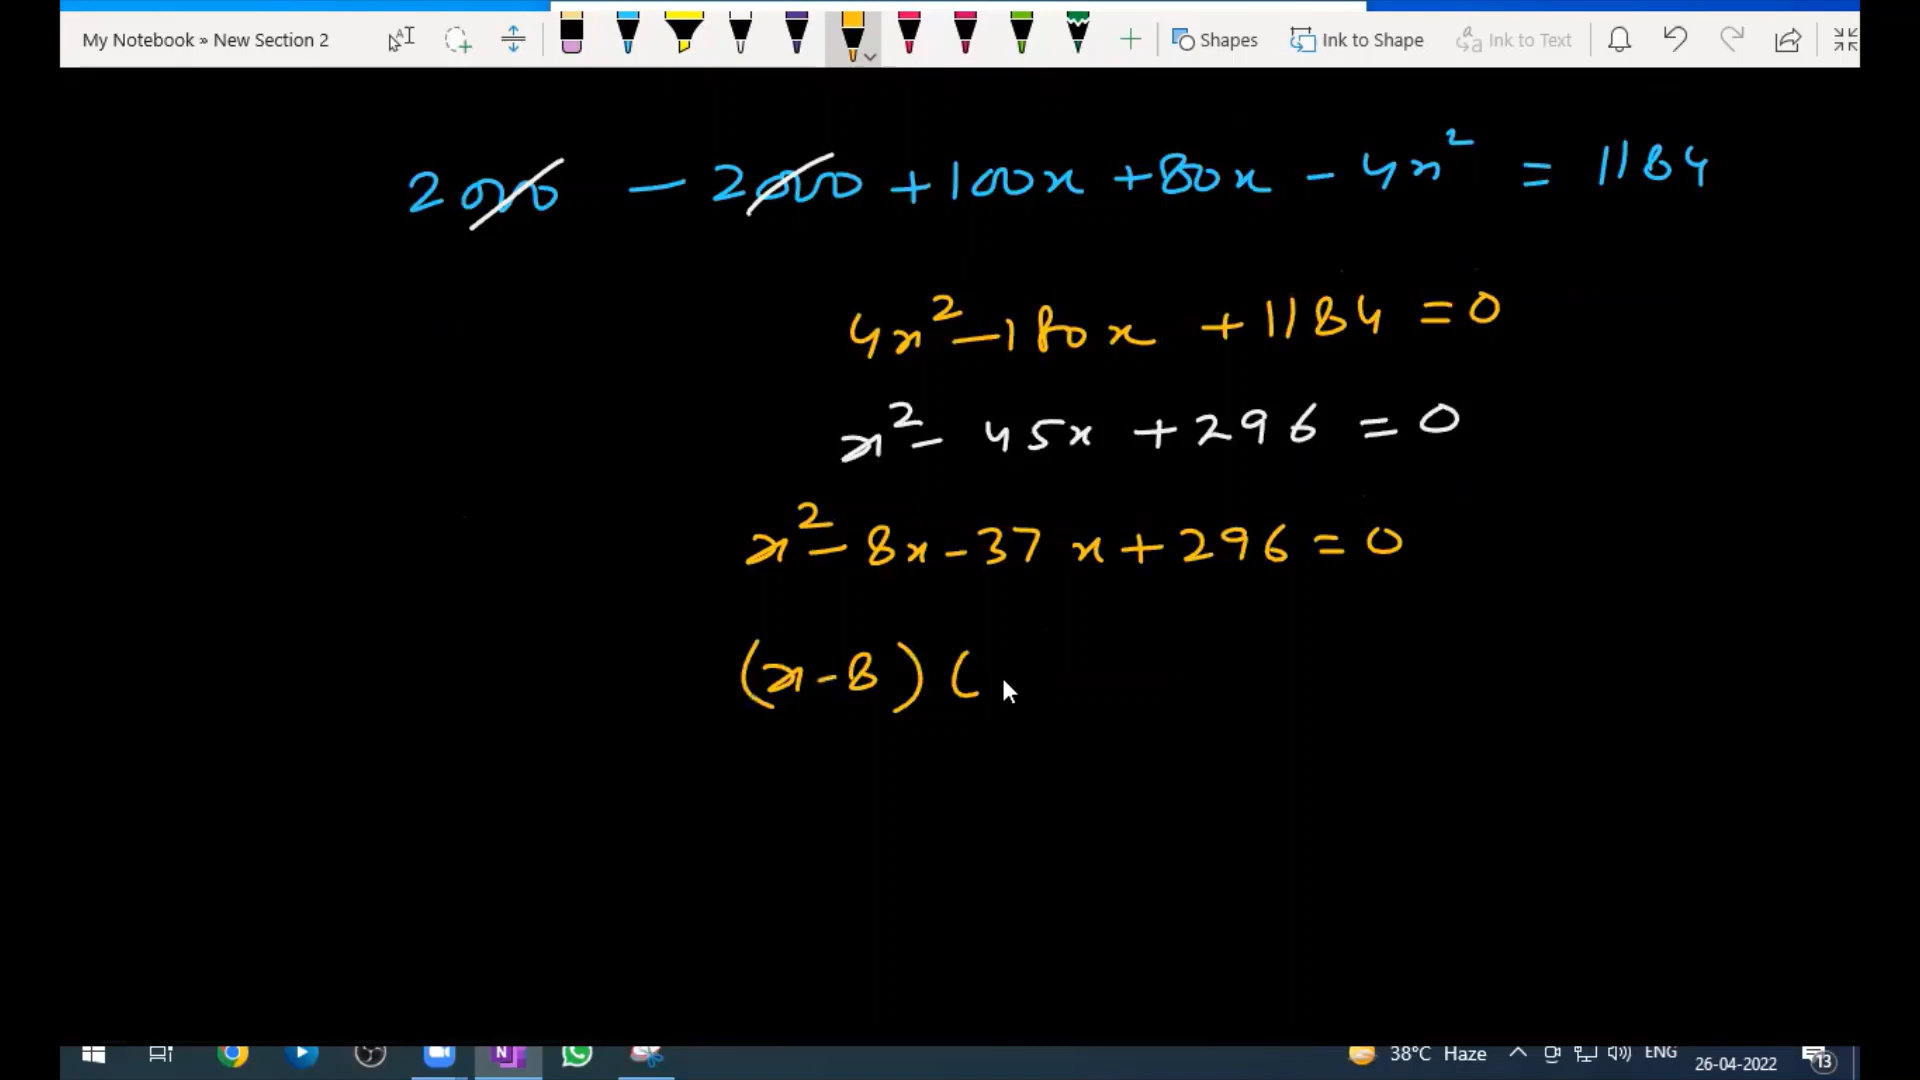 My Notebook » New Section 2 Shapes Ink to Shape Ink to Text
2000 - 2000 + 100x + 80x - 4x² = 1184
4x² - 180x + 1184 = 0
x² - 45x + 296 = 0
x² - 8x - 37x + 296 = 0
(x - 8) (
38°C Haze ENG 26-04-2022 13